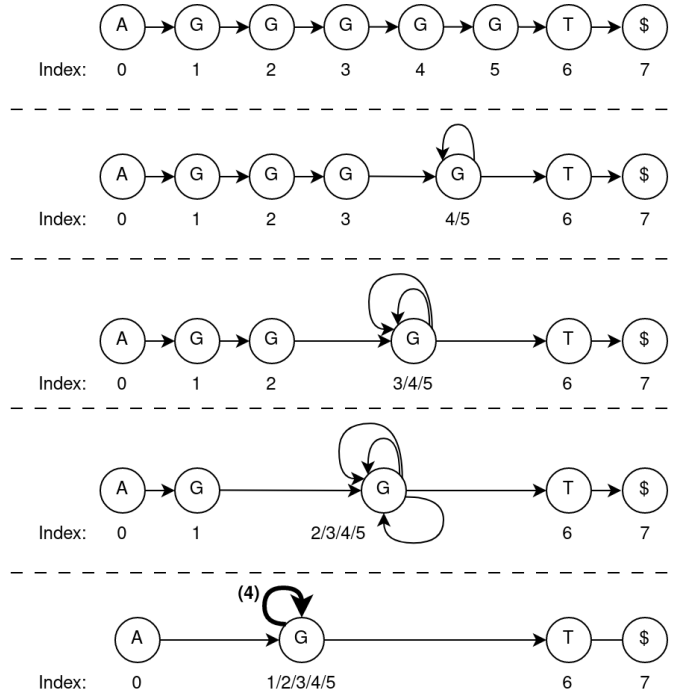 A G G G G G T $
Index: 0 1 2 3 4 5 6 7
A G G G G T $
Index: 0 1 2 3 4/5 6 7
A G G G T $
Index: 0 1 2 3/4/5 6 7
A G G T $
Index: 0 1 2/3/4/5 6 7
(4)
A G T $
Index: 0 1/2/3/4/5 6 7